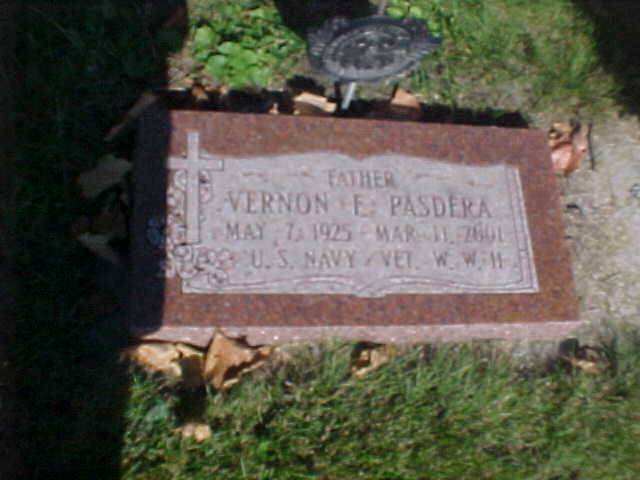 FATHER
VERNON F. PASDERA
MAY 7, 1925 - MAR. 11, 2001
U. S. NAVY VET. W. W. II